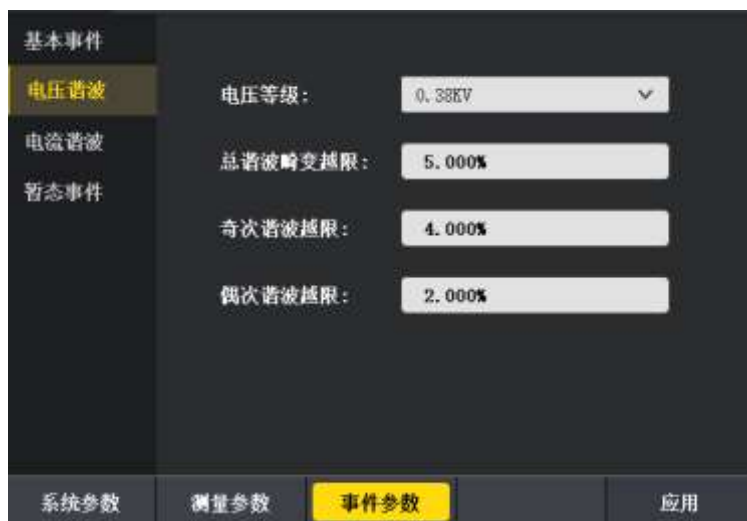 基本事件
电压谐波
电流谐波
暂态事件
电压等级： 0.38KV
总谐波畸变越限： 5.000%
奇次谐波越限： 4.000%
偶次谐波越限： 2.000%
系统参数 测量参数 事件参数 应用